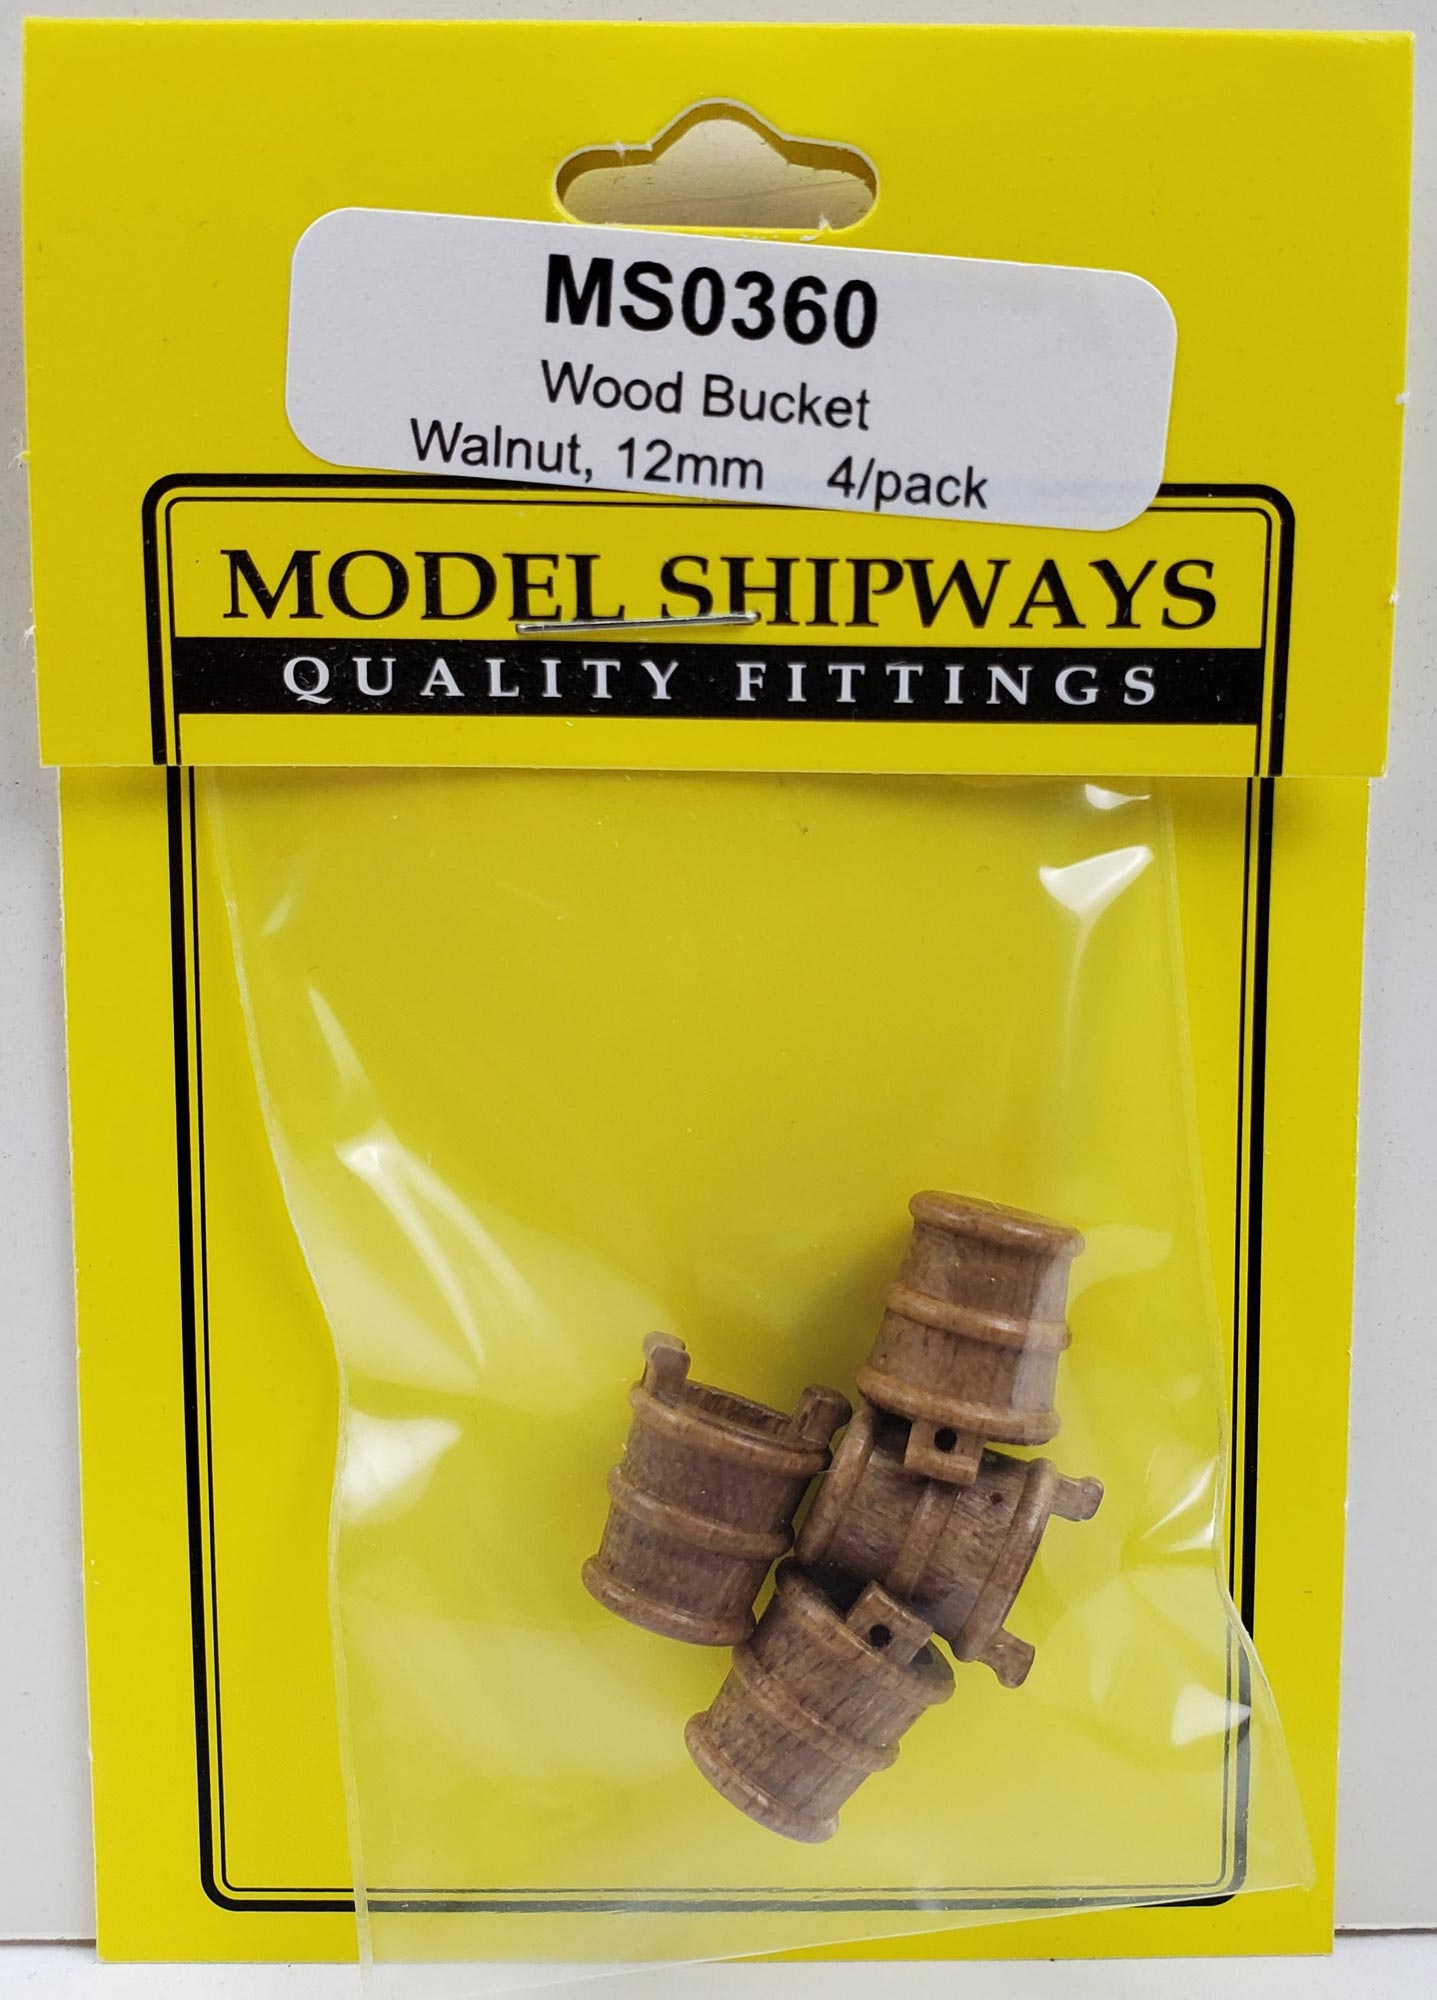 MS0360
Wood Bucket
Walnut, 12mm 4/pack
MODEL SHIPWAYS
QUALITY FITTINGS